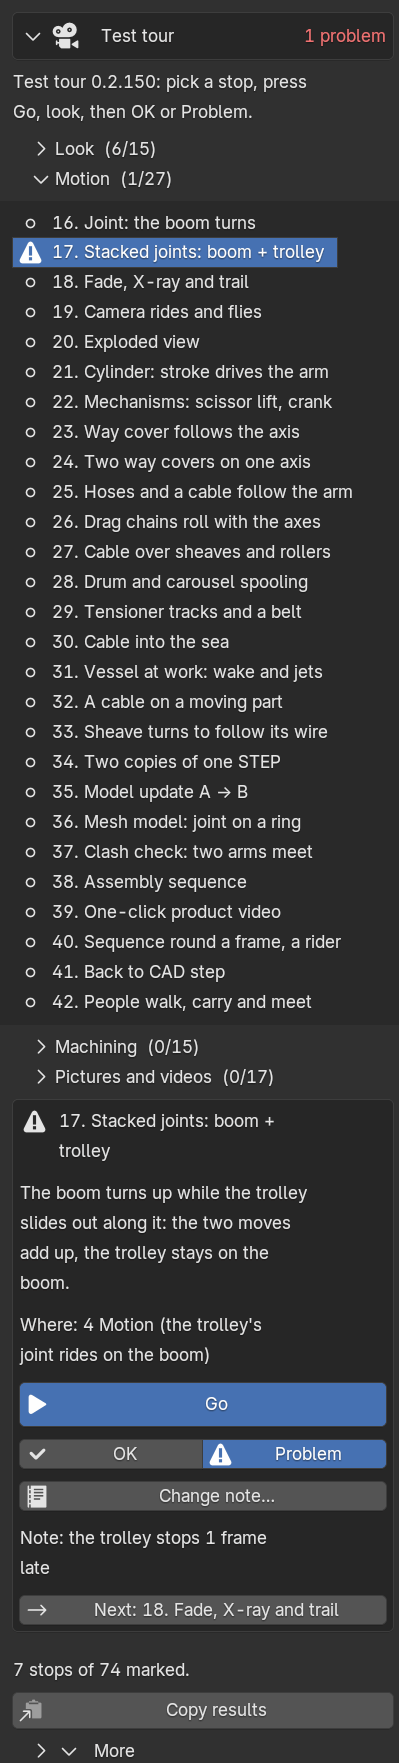 Test tour
1 problem
Test tour 0.2.150: pick a stop, press
Go, look, then OK or Problem.
Look (6/15)
Motion (1/27)
16. Joint: the boom turns
17. Stacked joints: boom + trolley
18. Fade, X-ray and trail
19. Camera rides and flies
20. Exploded view
21. Cylinder: stroke drives the arm
22. Mechanisms: scissor lift, crank
23. Way cover follows the axis
24. Two way covers on one axis
25. Hoses and a cable follow the arm
26. Drag chains roll with the axes
27. Cable over sheaves and rollers
28. Drum and carousel spooling
29. Tensioner tracks and a belt
30. Cable into the sea
31. Vessel at work: wake and jets
32. A cable on a moving part
33. Sheave turns to follow its wire
34. Two copies of one STEP
35. Model update A → B
36. Mesh model: joint on a ring
37. Clash check: two arms meet
38. Assembly sequence
39. One-click product video
40. Sequence round a frame, a rider
41. Back to CAD step
42. People walk, carry and meet
Machining (0/15)
Pictures and videos (0/17)
17. Stacked joints: boom +
trolley
The boom turns up while the trolley
slides out along it: the two moves
add up, the trolley stays on the
boom.
Where: 4 Motion (the trolley's
joint rides on the boom)
Go
OK
Problem
Change note...
Note: the trolley stops 1 frame
late
Next: 18. Fade, X-ray and trail
7 stops of 74 marked.
Copy results
More